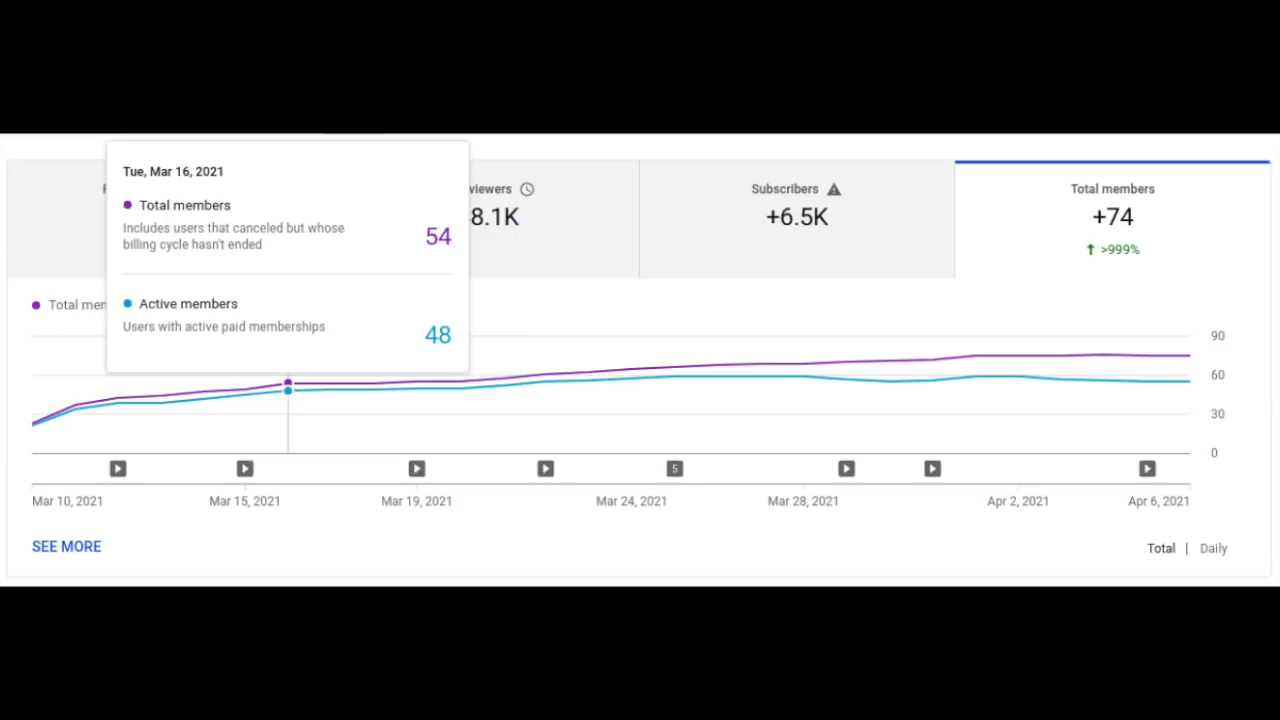 Tue, Mar 16, 2021
Total members
Includes users that canceled but whose
billing cycle hasn't ended
54
Active members
Users with active paid memberships
48
viewers
8.1K
Subscribers
+6.5K
Total members
+74
>999%
Total mem
90
60
30
0
5
Mar 10, 2021
Mar 15, 2021
Mar 19, 2021
Mar 24, 2021
Mar 28, 2021
Apr 2, 2021
Apr 6, 2021
SEE MORE
Total | Daily